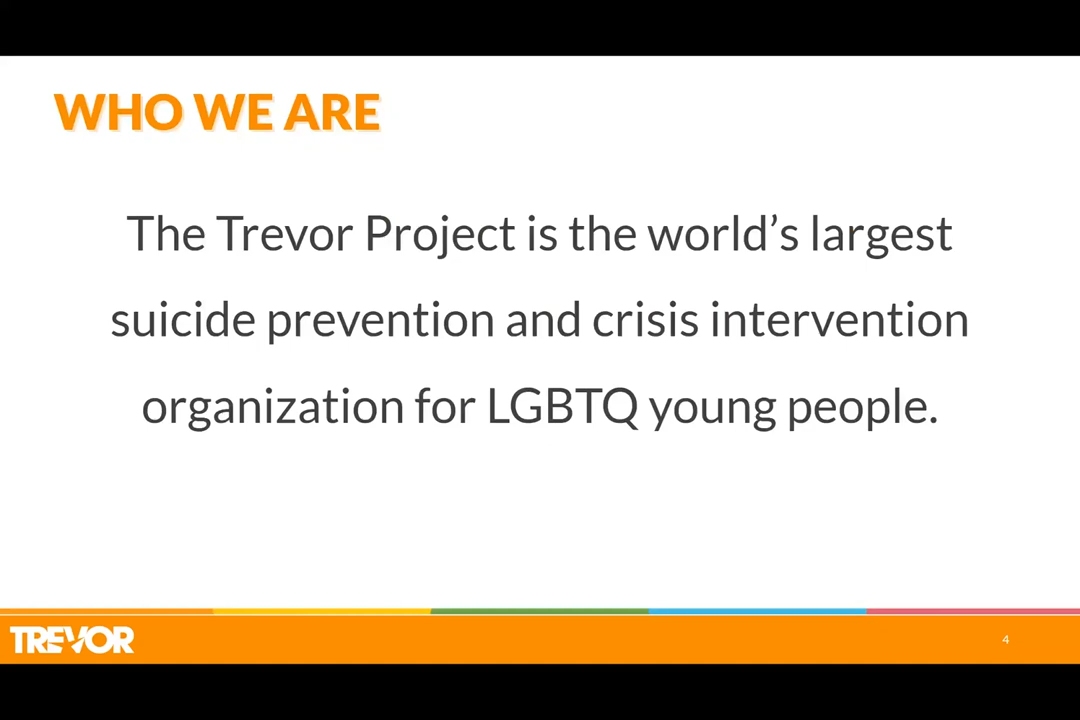 WHO WE ARE
The Trevor Project is the world’s largest
suicide prevention and crisis intervention
organization for LGBTQ young people.
TREVOR
4